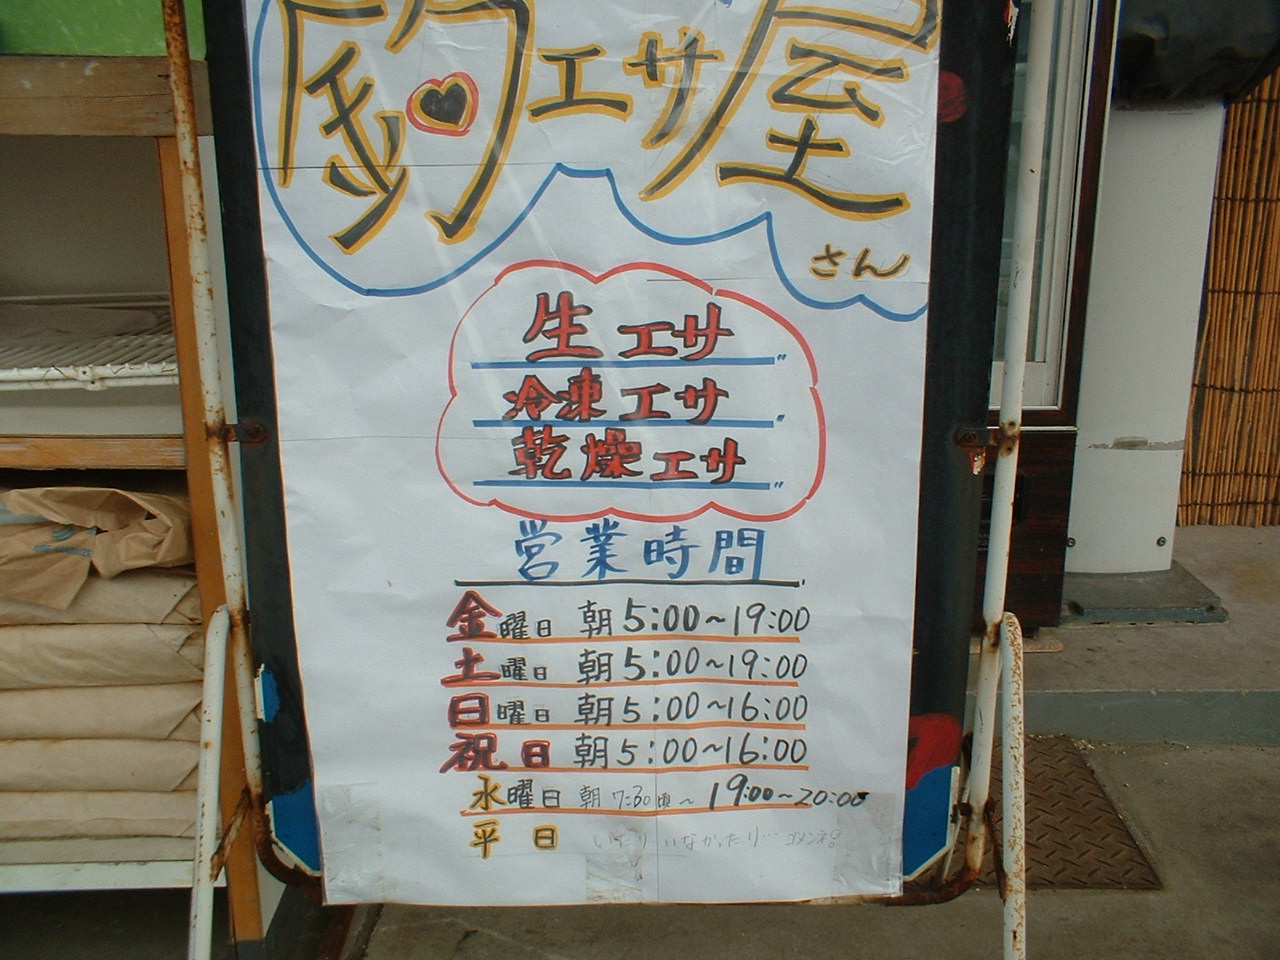 釣エサ屋
さん
生エサ〃
冷凍エサ〃
乾燥エサ〃
営業時間
金曜日 朝5:00~19:00
土曜日 朝5:00~19:00
日曜日 朝5:00~16:00
祝日 朝5:00~16:00
水曜日 朝7:30頃~19:00~20:00
平日 いたりいなかったり…ゴメンネ!